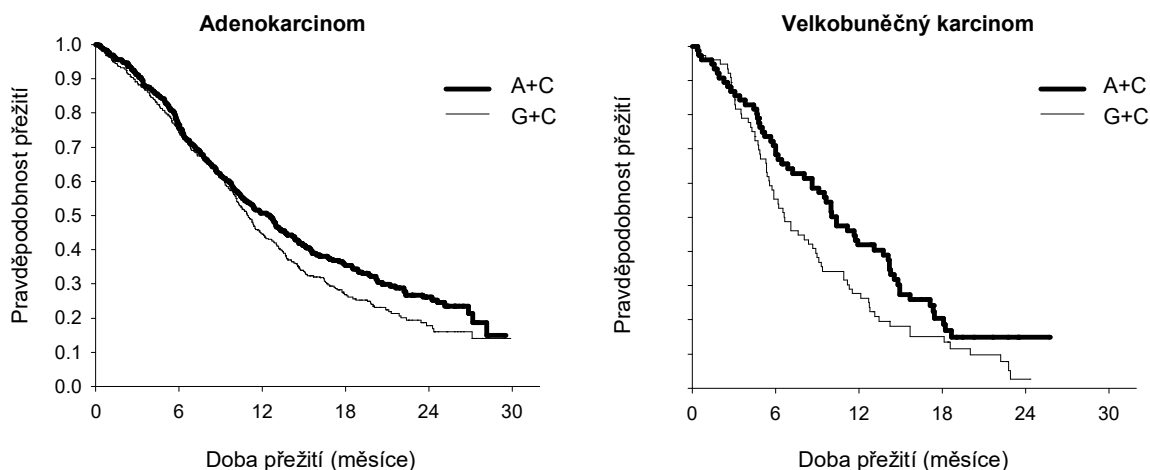 Adenokarcinom
Pravděpodobnost přežití
1.0
0.9
0.8
0.7
0.6
0.5
0.4
0.3
0.2
0.1
0.0
A+C
G+C
0 6 12 18 24 30
Doba přežití (měsíce)
Velkobuněčný karcinom
Pravděpodobnost přežití
A+C
G+C
0 6 12 18 24 30
Doba přežití (měsíce)